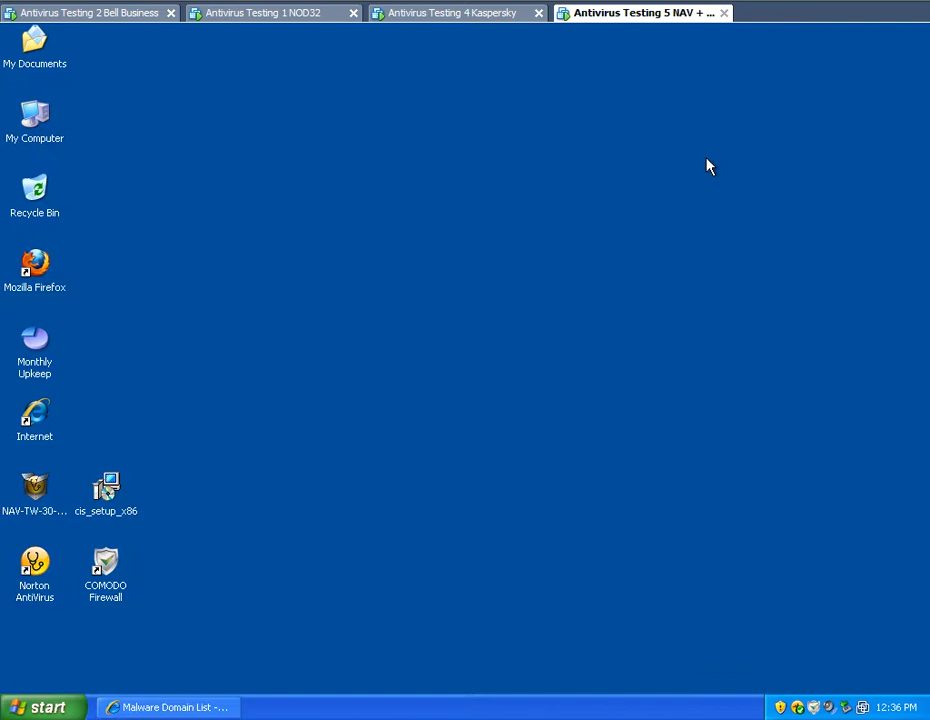 Antivirus Testing 2 Bell Business
Antivirus Testing 1 NOD32
Antivirus Testing 4 Kaspersky
Antivirus Testing 5 NAV + ...
My Documents
My Computer
Recycle Bin
Mozilla Firefox
Monthly
Upkeep
Internet
NAV-TW-30-...
cis_setup_x86
Norton
AntiVirus
COMODO
Firewall
start
Malware Domain List -...
12:36 PM